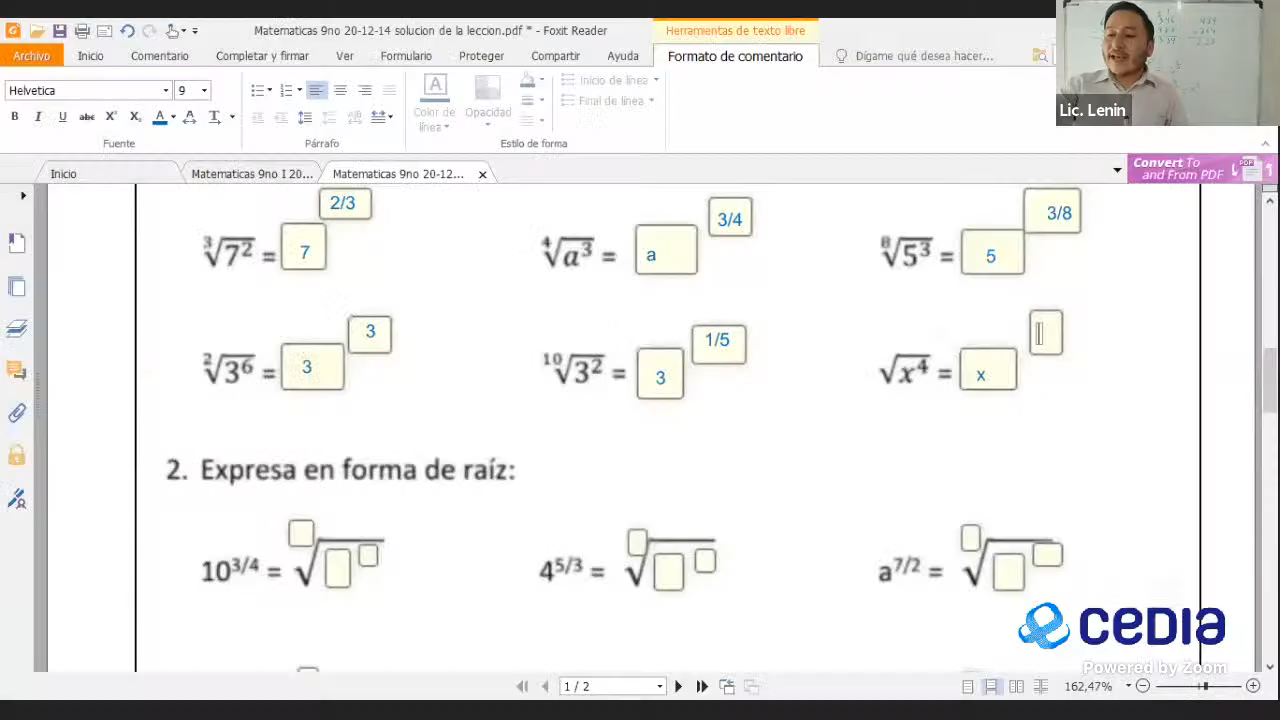 Matematicas 9no 20-12-14 solucion de la leccion.pdf * - Foxit Reader
Herramientas de texto libre
Archivo Inicio Comentario Completar y firmar Ver Formulario Proteger Compartir Ayuda Formato de comentario Dígame qué desea hacer...
Helvetica 9
Color de línea Opacidad
Inicio de línea
Final de línea
Fuente Párrafo Estilo de forma
Lic. Lenin
Inicio Matematicas 9no I 20... Matematicas 9no 20-12...
Convert To and From PDF
∛7² = 7 2/3
∜a³ = a 3/4
⁸√5³ = 5 3/8
²√3⁶ = 3 3
¹⁰√3² = 3 1/5
√x⁴ = x
2. Expresa en forma de raíz:
10^3/4 = √
4^5/3 = √
a^7/2 = √
CEDIA
Powered by Zoom
1 / 2
162,47%